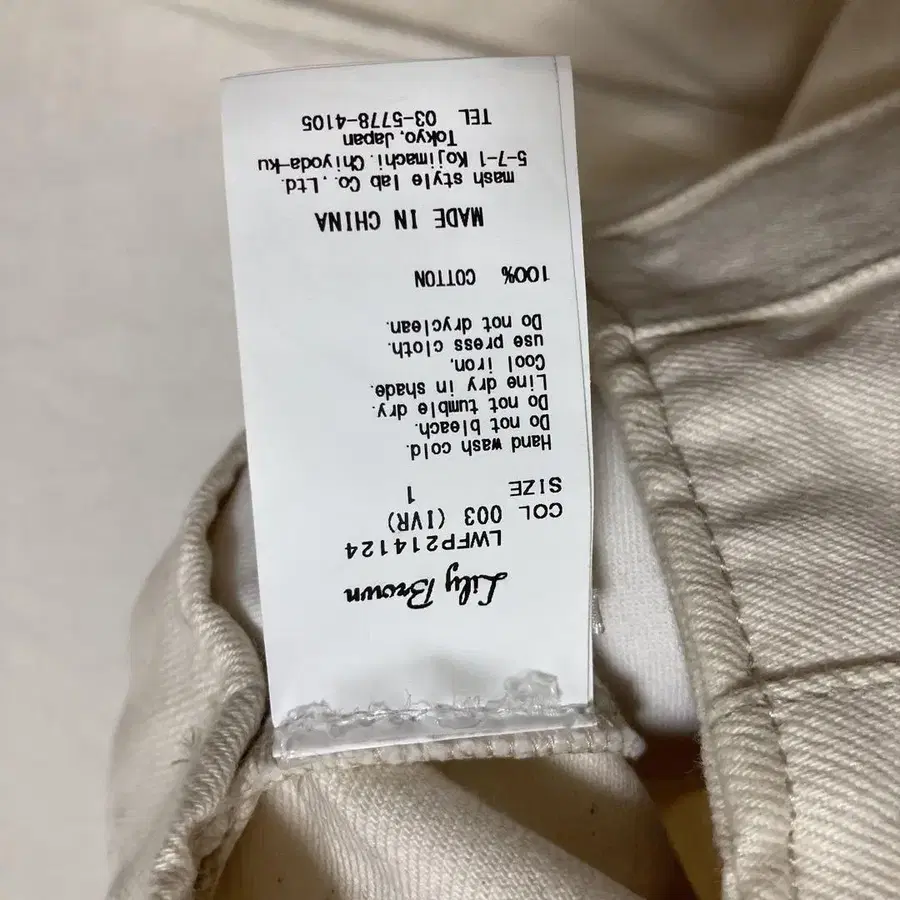 Lily Brown
LWFP214124
COL 003 (IVR)
SIZE 1
Hand wash cold.
Do not bleach.
Do not tumble dry.
Line dry in shade.
Cool iron,
use press cloth.
Do not dryclean.
100% COTTON
MADE IN CHINA
mash style lab Co., Ltd.
5-7-1 Kojimachi. Chiyoda-ku
Tokyo, Japan
TEL 03-5778-4105